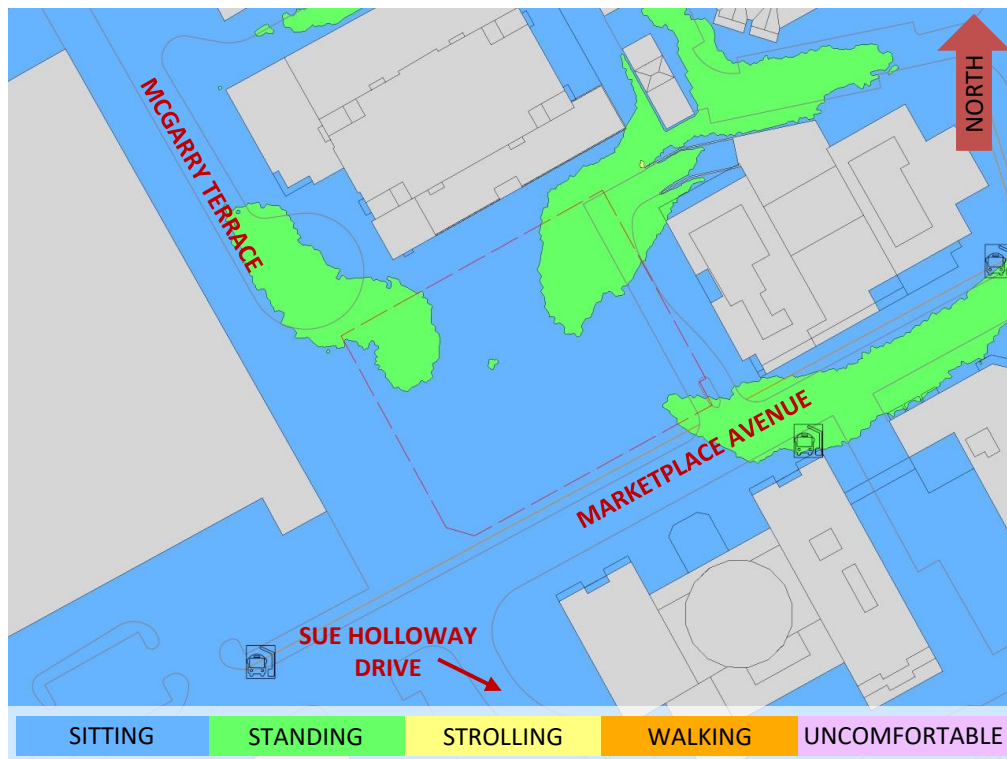 NORTH
MCGARRY TERRACE
MARKETPLACE AVENUE
SUE HOLLOWAY
DRIVE
SITTING
STANDING
STROLLING
WALKING
UNCOMFORTABLE